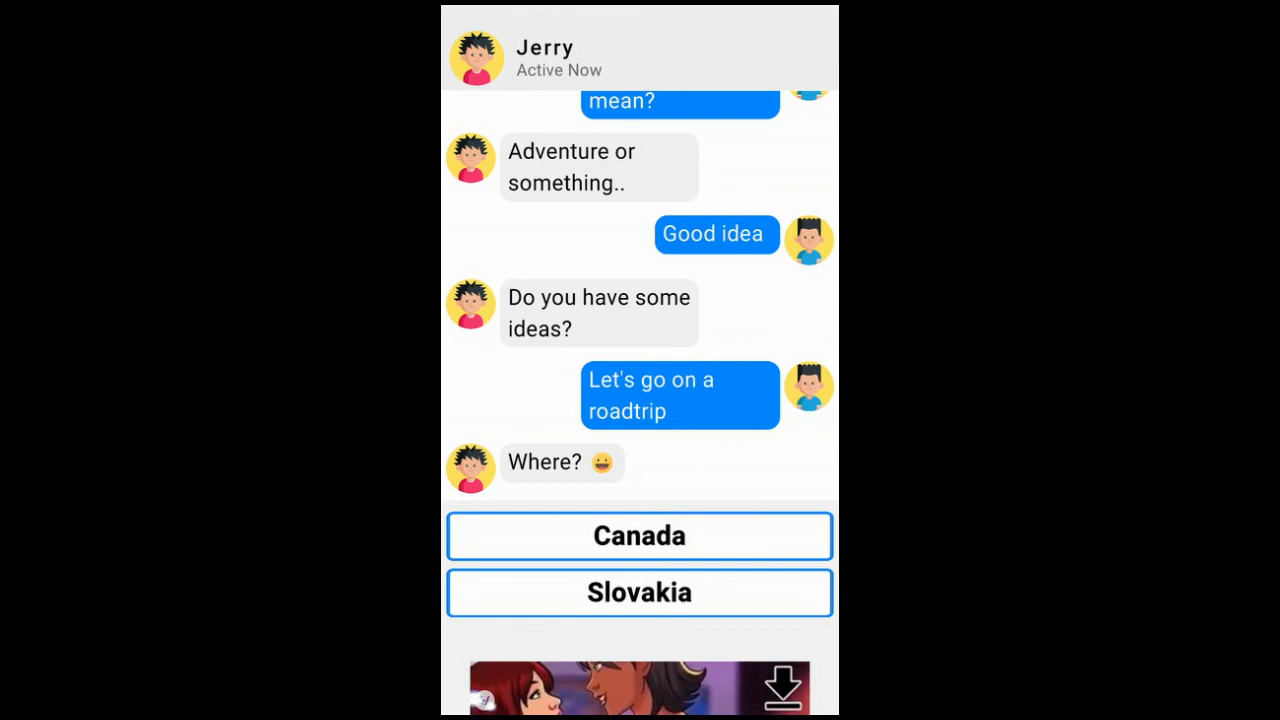 Jerry
Active Now
mean?
Adventure or
something..
Good idea
Do you have some
ideas?
Let's go on a
roadtrip
Where? 😀
Canada
Slovakia